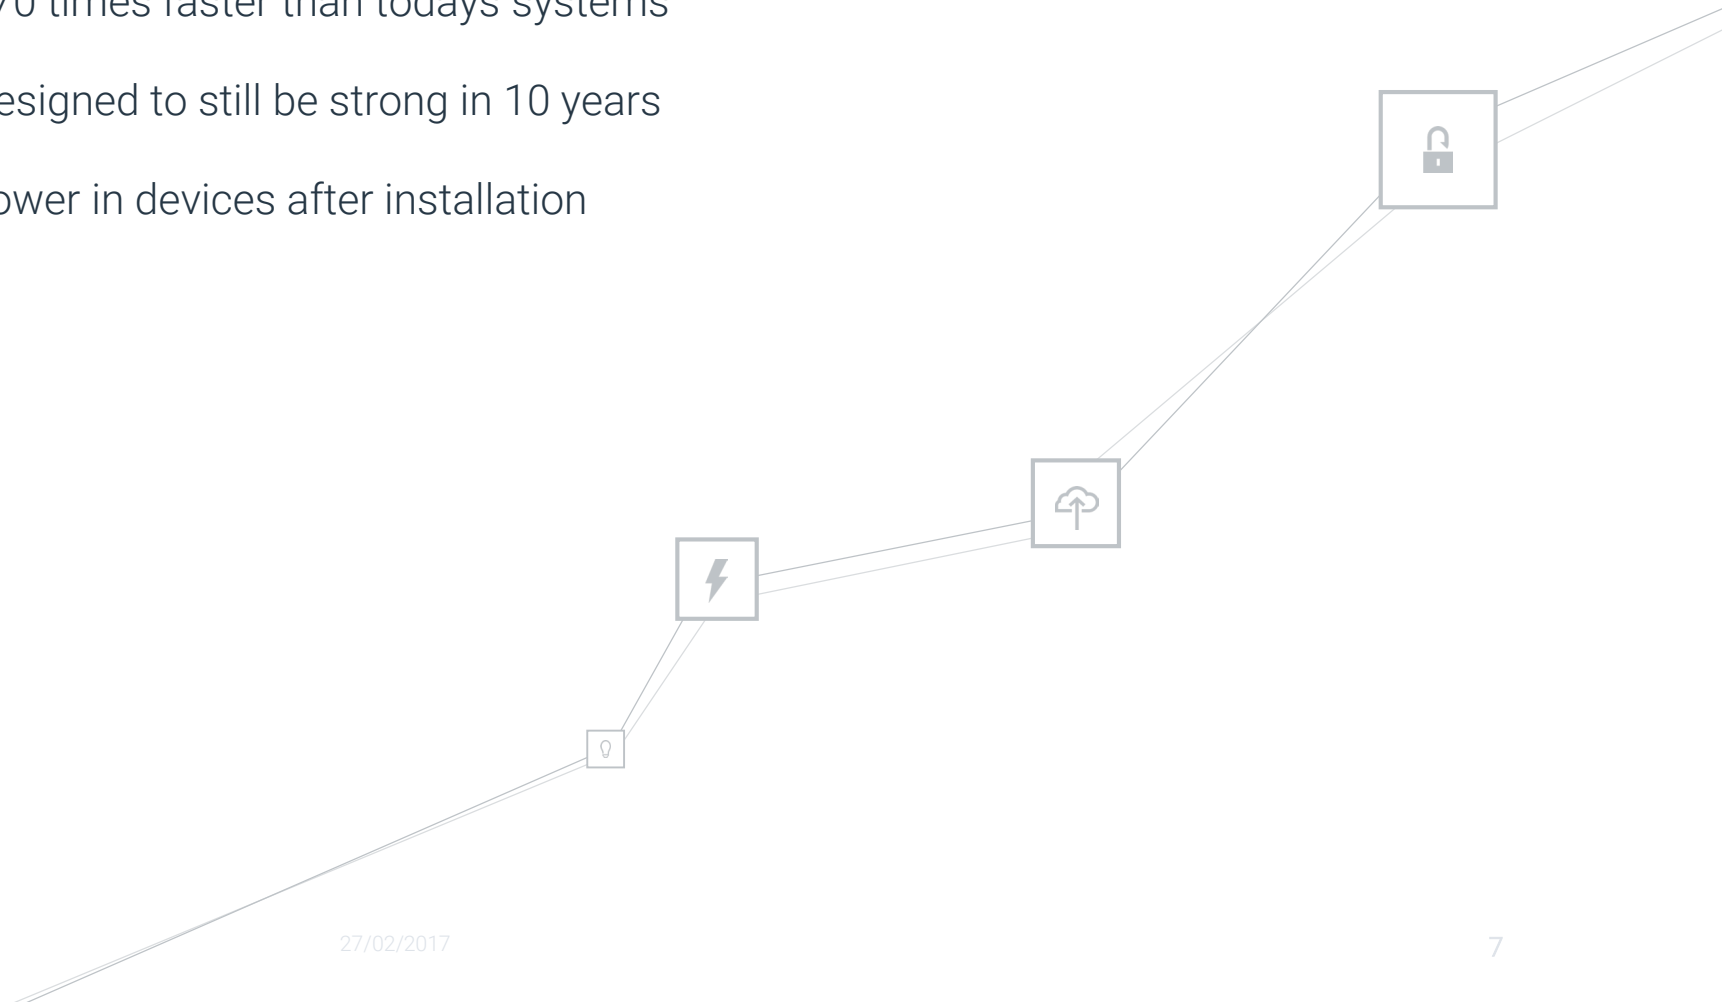 70 times faster than todays systems
esigned to still be strong in 10 years
ower in devices after installation
27/02/2017
7